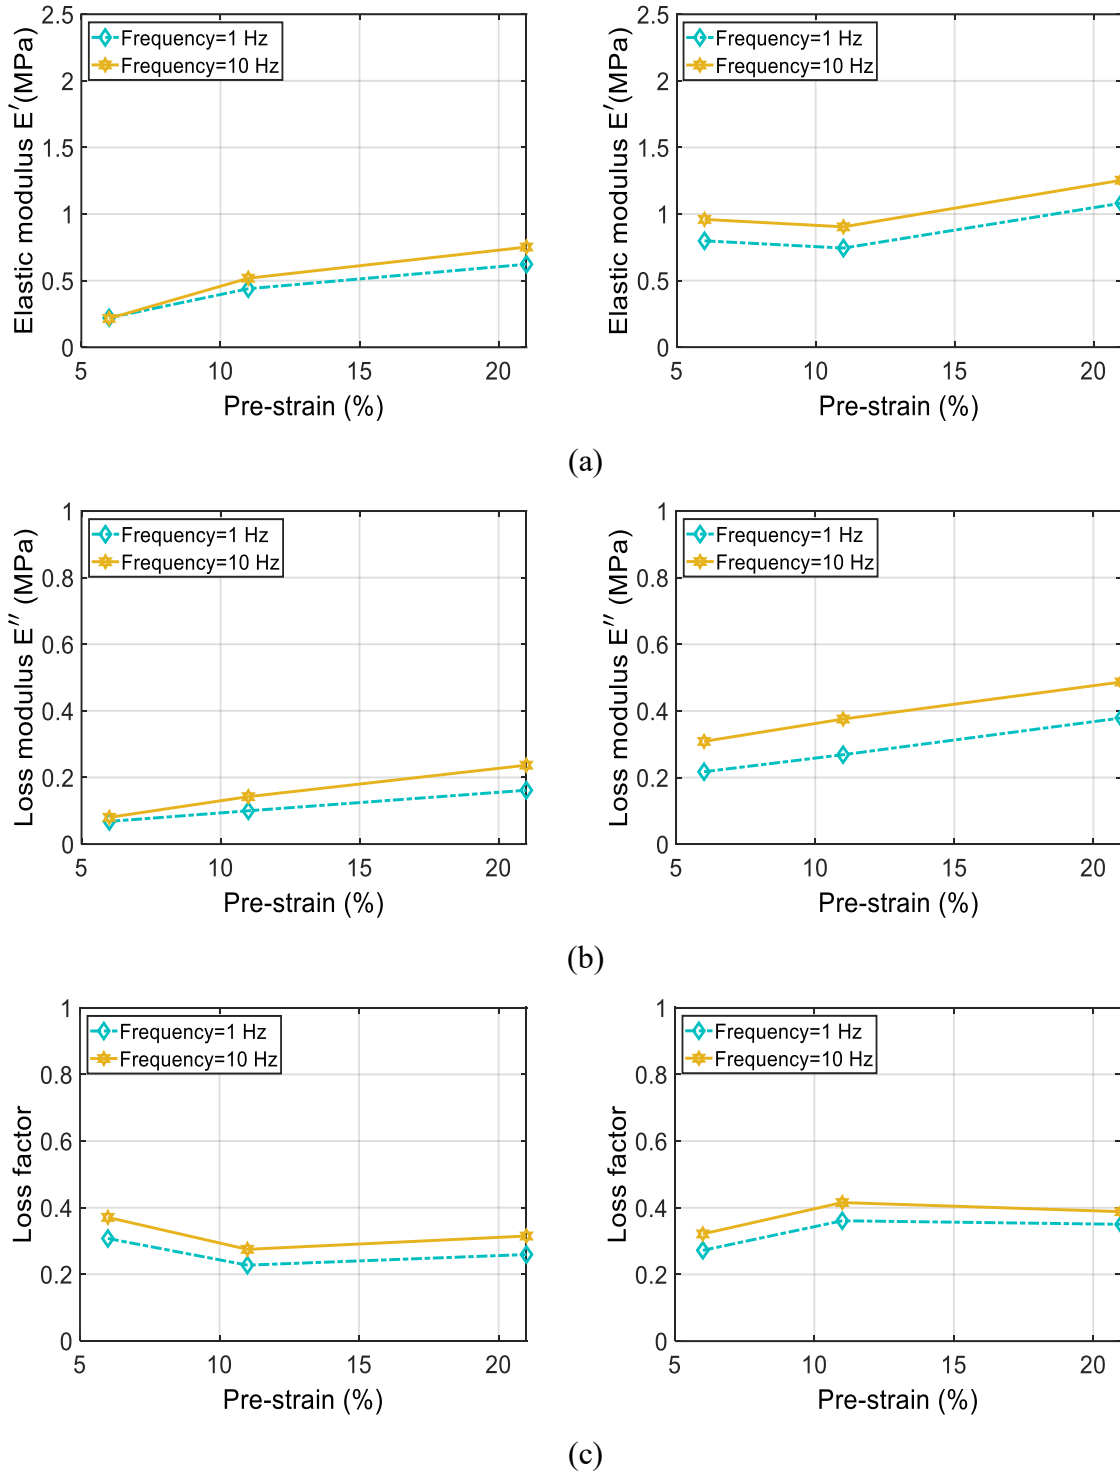 Elastic modulus E′(MPa)
2.5
2
1.5
1
0.5
0
Frequency=1 Hz
Frequency=10 Hz
5
10
15
20
Pre-strain (%)
Elastic modulus E′(MPa)
2.5
2
1.5
1
0.5
0
Frequency=1 Hz
Frequency=10 Hz
5
10
15
20
Pre-strain (%)
(a)
Loss modulus E″ (MPa)
1
0.8
0.6
0.4
0.2
0
Frequency=1 Hz
Frequency=10 Hz
5
10
15
20
Pre-strain (%)
Loss modulus E″ (MPa)
1
0.8
0.6
0.4
0.2
0
Frequency=1 Hz
Frequency=10 Hz
5
10
15
20
Pre-strain (%)
(b)
Loss factor
1
0.8
0.6
0.4
0.2
0
Frequency=1 Hz
Frequency=10 Hz
5
10
15
20
Pre-strain (%)
Loss factor
1
0.8
0.6
0.4
0.2
0
Frequency=1 Hz
Frequency=10 Hz
5
10
15
20
Pre-strain (%)
(c)